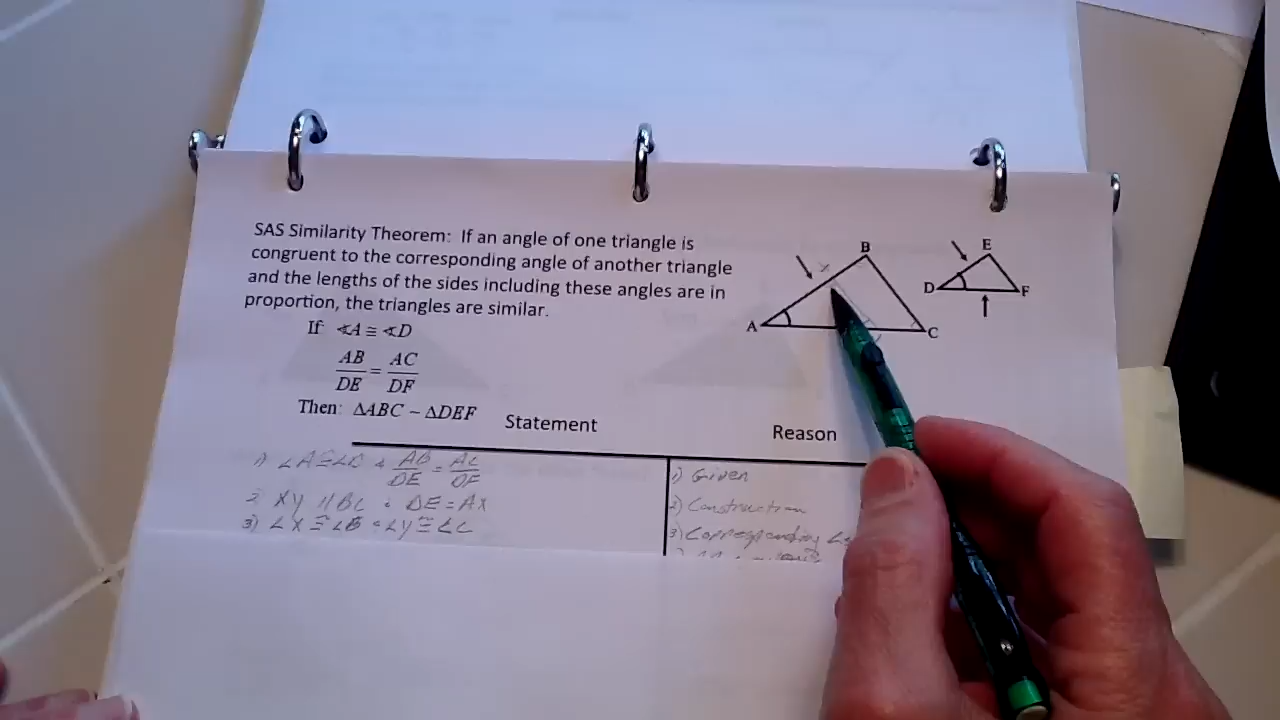 SAS Similarity Theorem: If an angle of one triangle is
congruent to the corresponding angle of another triangle
and the lengths of the sides including these angles are in
proportion, the triangles are similar.
If ∢A ≅ ∢D
AB/DE = AC/DF
Then: ΔABC ~ ΔDEF
B
X
A
C
E
D
F
Statement
Reason
1) ∠A ≅ ∠D & AB/DE = AC/DF
1) Given
2 XY // BC & DE = AX
2) Construction
3) ∠X ≅ ∠B & ∠Y ≅ ∠C
3) Corresponding